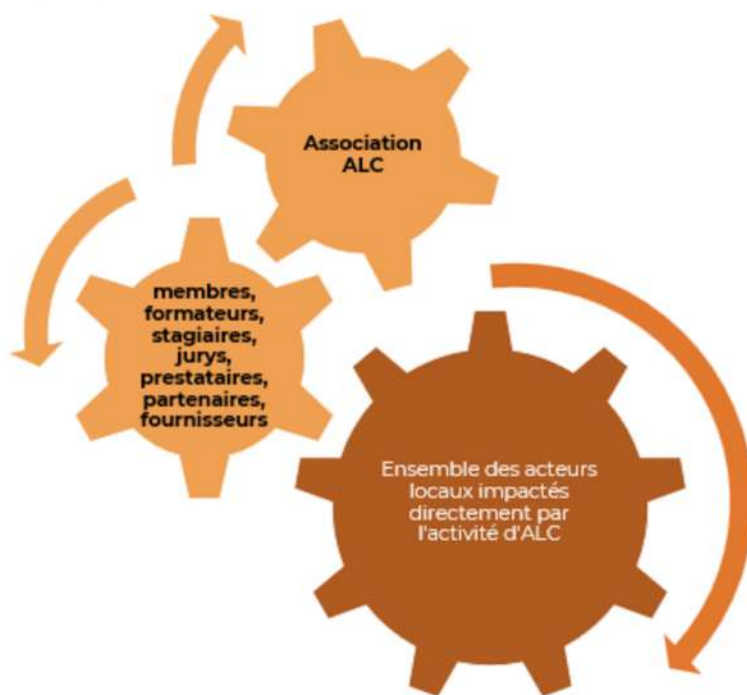 Association
ALC
membres,
formateurs,
stagiaires,
jurys,
prestataires,
partenaires,
fournisseurs
Ensemble des acteurs
locaux impactés
directement par
l'activité d'ALC